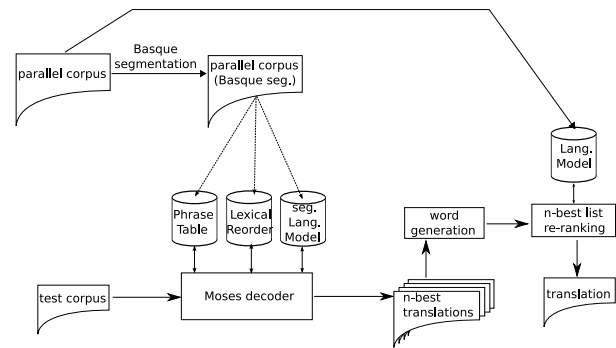 Basque
segmentation
parallel corpus
parallel corpus
(Basque seg.)
Lang.
Model
Phrase
Table
Lexical
Reorder
seg.
Lang.
Model
word
generation
n-best list
re-ranking
test corpus
Moses decoder
n-best
translations
translation